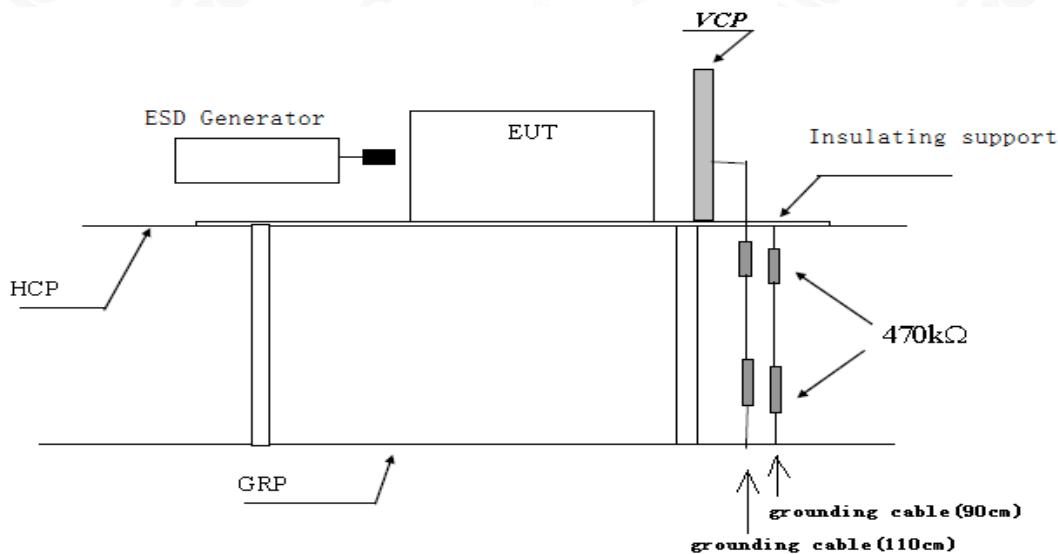 VCP
ESD Generator
EUT
Insulating support
HCP
470kΩ
GRP
grounding cable(90cm)
grounding cable(110cm)